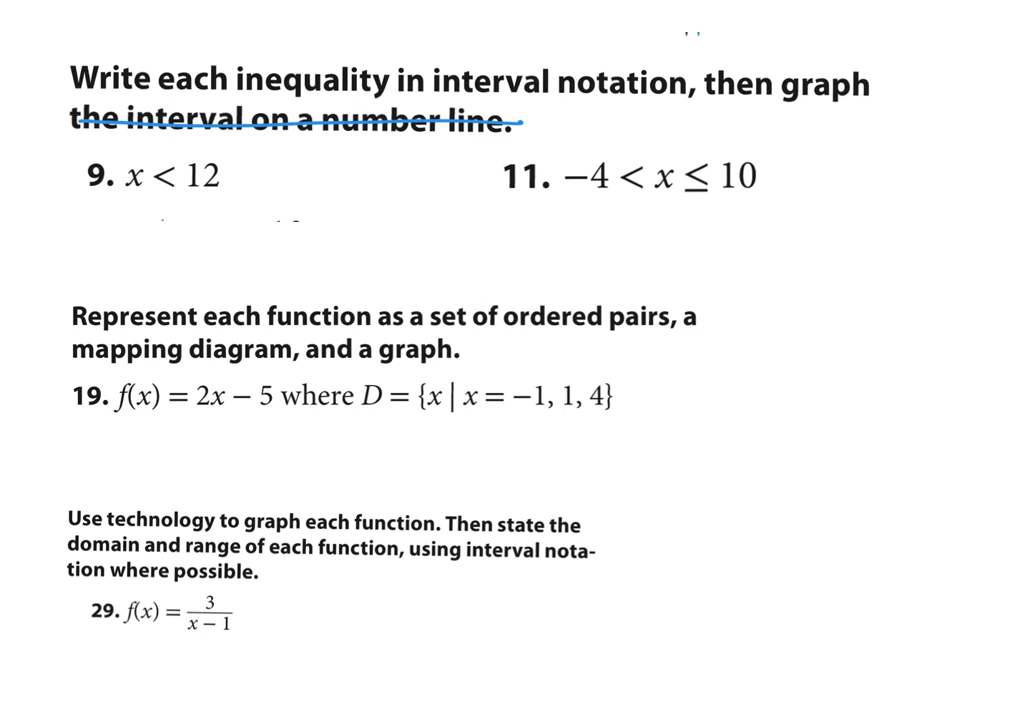 Write each inequality in interval notation, then graph
the interval on a number line.
9. x < 12
11. −4 < x ≤ 10
Represent each function as a set of ordered pairs, a
mapping diagram, and a graph.
19. f(x) = 2x − 5 where D = {x | x = −1, 1, 4}
Use technology to graph each function. Then state the
domain and range of each function, using interval nota-
tion where possible.
29. f(x) = 3/(x − 1)